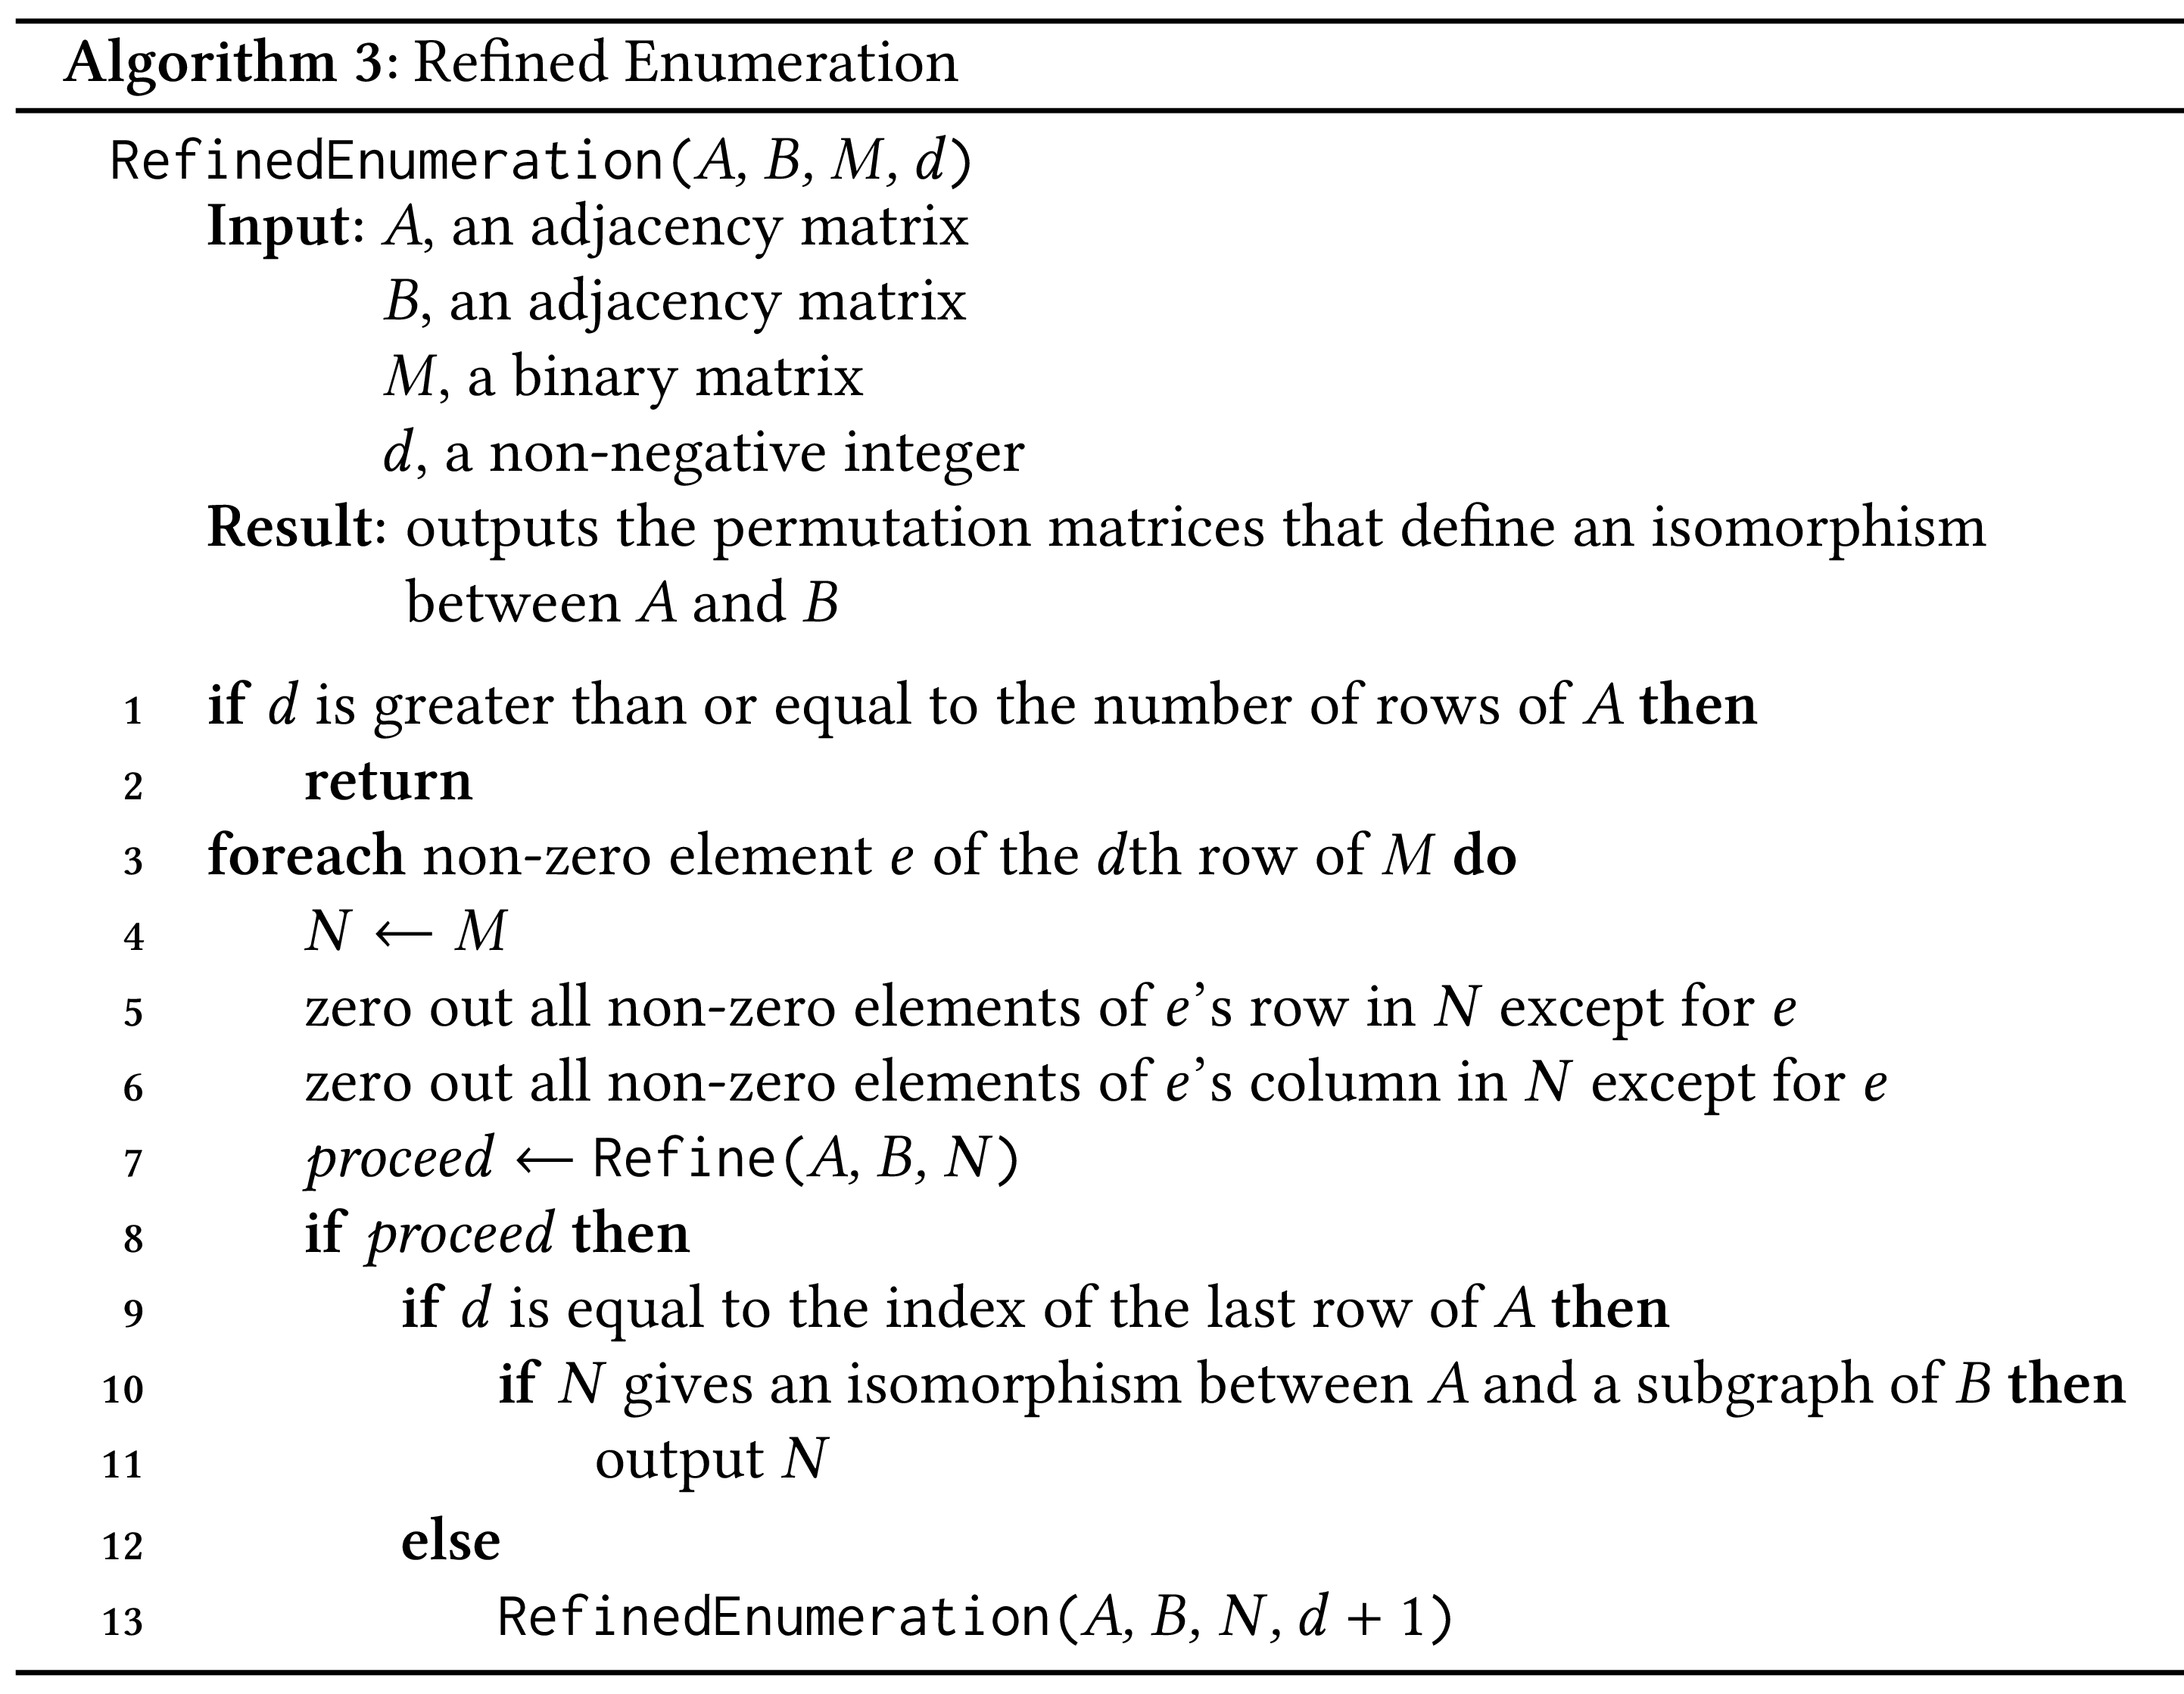 Algorithm 3: Refined Enumeration
RefinedEnumeration(A, B, M, d)
Input: A, an adjacency matrix
B, an adjacency matrix
M, a binary matrix
d, a non-negative integer
Result: outputs the permutation matrices that define an isomorphism
between A and B
1 if d is greater than or equal to the number of rows of A then
2 return
3 foreach non-zero element e of the dth row of M do
4 N ⟵ M
5 zero out all non-zero elements of e’s row in N except for e
6 zero out all non-zero elements of e’s column in N except for e
7 proceed ⟵ Refine(A, B, N)
8 if proceed then
9 if d is equal to the index of the last row of A then
10 if N gives an isomorphism between A and a subgraph of B then
11 output N
12 else
13 RefinedEnumeration(A, B, N, d + 1)